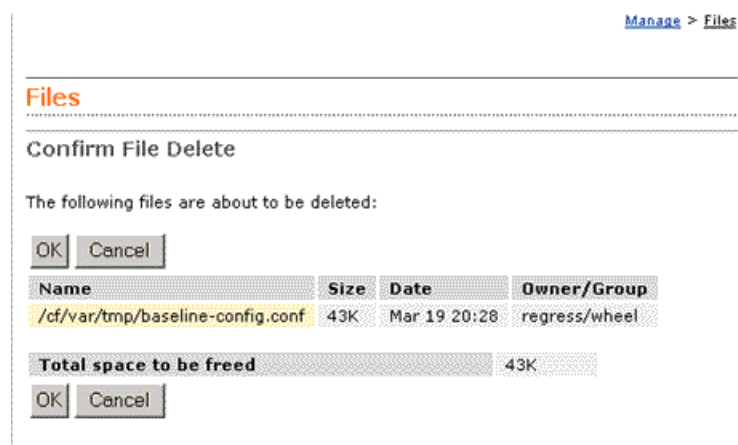 Manage > Files
Files
Confirm File Delete
The following files are about to be deleted:
OK Cancel
Name Size Date Owner/Group
/cf/var/tmp/baseline-config.conf 43K Mar 19 20:28 regress/wheel
Total space to be freed 43K
OK Cancel